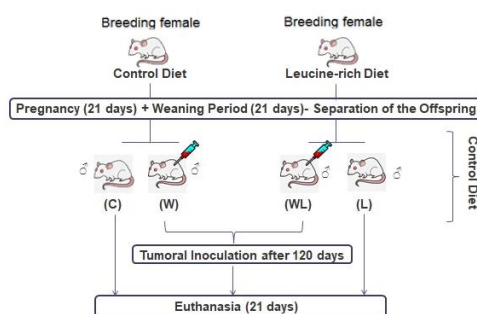 Breeding female Breeding female
Control Diet Leucine-rich Diet
Pregnancy (21 days) + Weaning Period (21 days)- Separation of the Offspring
♂ ♂ ♂ ♂
(C) (W) (WL) (L)
Control Diet
Tumoral Inoculation after 120 days
Euthanasia (21 days)